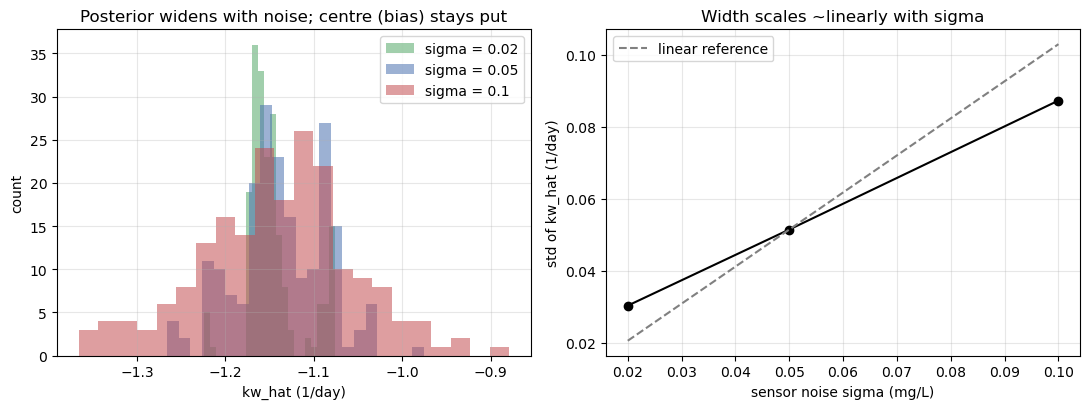 Posterior widens with noise; centre (bias) stays put
35
30
25
20
15
10
5
0
count
sigma = 0.02
sigma = 0.05
sigma = 0.1
−1.3
−1.2
−1.1
−1.0
−0.9
kw_hat (1/day)
Width scales ~linearly with sigma
0.10
0.08
0.06
0.04
0.02
std of kw_hat (1/day)
linear reference
0.02
0.03
0.04
0.05
0.06
0.07
0.08
0.09
0.10
sensor noise sigma (mg/L)